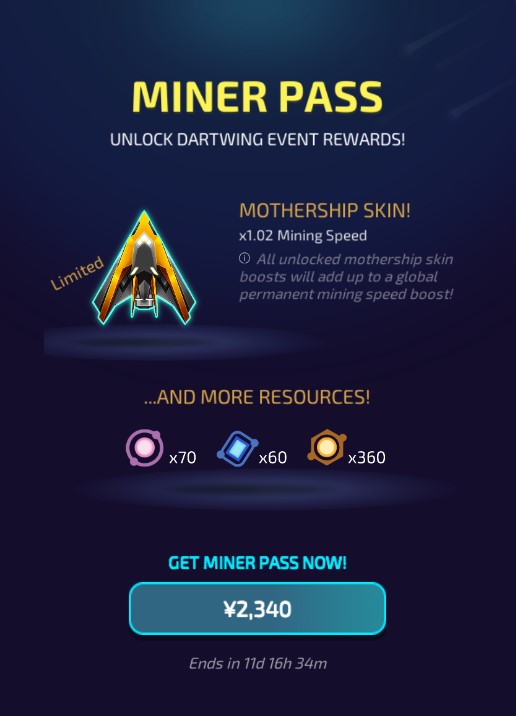 MINER PASS
UNLOCK DARTWING EVENT REWARDS!
MOTHERSHIP SKIN!
x1.02 Mining Speed
Limited
ⓘ All unlocked mothership skin
boosts will add up to a global
permanent mining speed boost!
...AND MORE RESOURCES!
x70 x60 x360
GET MINER PASS NOW!
¥2,340
Ends in 11d 16h 34m